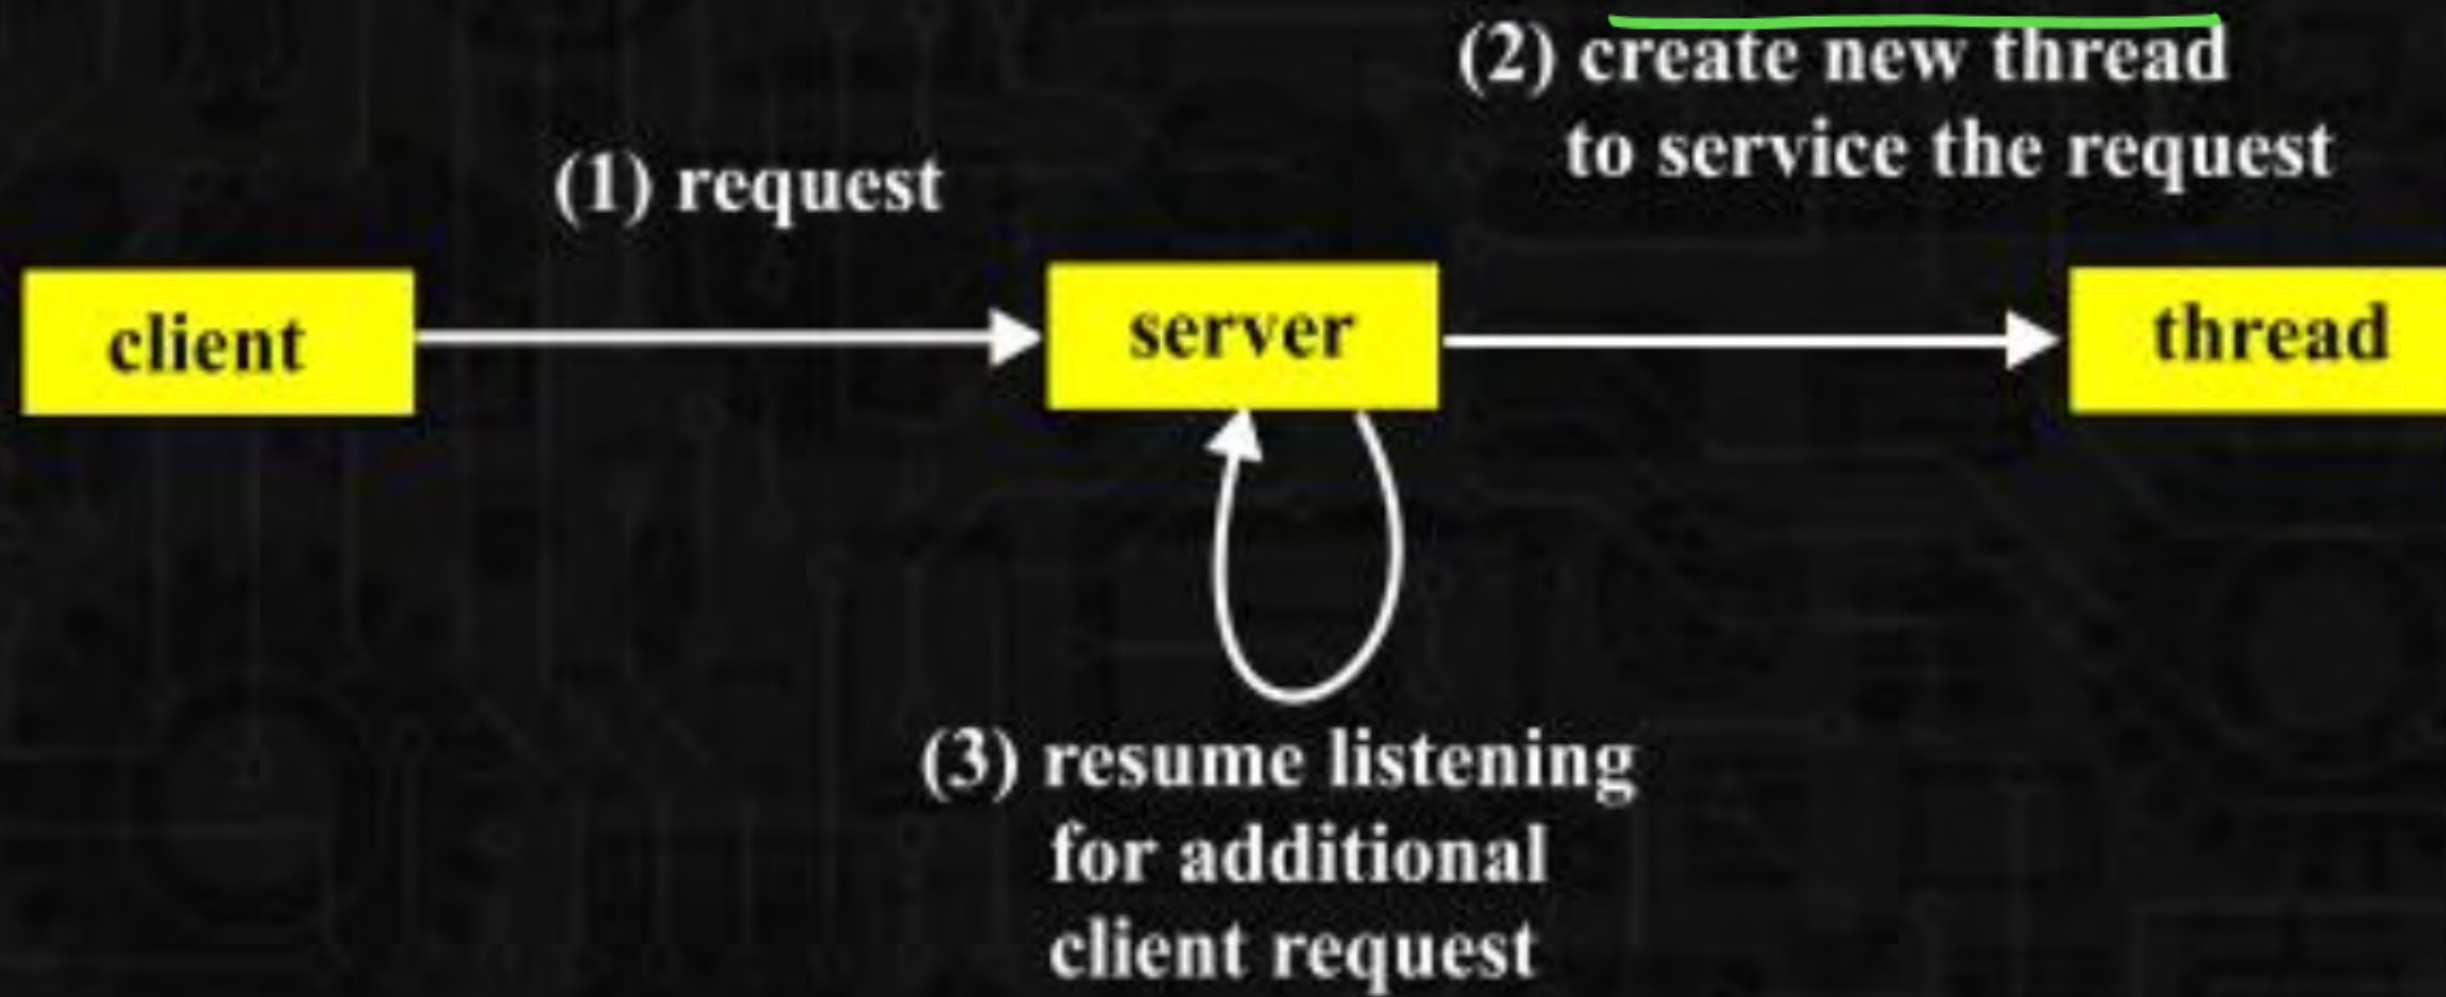 (1) request
(2) create new thread
to service the request
client
server
thread
(3) resume listening
for additional
client request